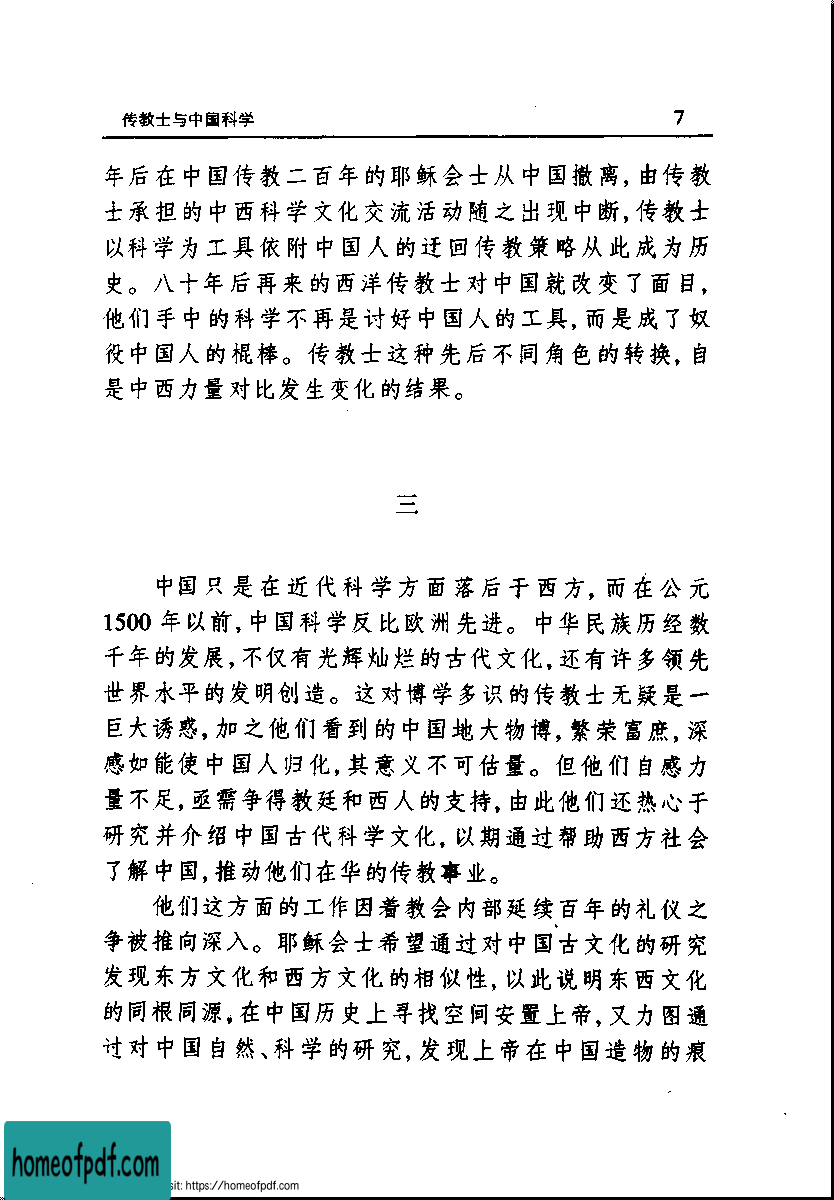 传教士与中国科学 7
年后在中国传教二百年的耶稣会士从中国撤离,由传教
士承担的中西科学文化交流活动随之出现中断,传教士
以科学为工具依附中国人的迂回传教策略从此成为历
史。八十年后再来的西洋传教士对中国就改变了面目,
他们手中的科学不再是讨好中国人的工具,而是成了奴
役中国人的棍棒。传教士这种先后不同角色的转换,自
是中西力量对比发生变化的结果。
三
中国只是在近代科学方面落后于西方,而在公元
1500 年以前,中国科学反比欧洲先进。中华民族历经数
千年的发展,不仅有光辉灿烂的古代文化,还有许多领先
世界水平的发明创造。这对博学多识的传教士无疑是一
巨大诱惑,加之他们看到的中国地大物博,繁荣富庶,深
感如能使中国人归化,其意义不可估量。但他们自感力
量不足,亟需争得教廷和西人的支持,由此他们还热心于
研究并介绍中国古代科学文化,以期通过帮助西方社会
了解中国,推动他们在华的传教事业。
他们这方面的工作因着教会内部延续百年的礼仪之
争被推向深入。耶稣会士希望通过对中国古文化的研究
发现东方文化和西方文化的相似性,以此说明东西文化
的同根同源,在中国历史上寻找空间安置上帝,又力图通
过对中国自然、科学的研究,发现上帝在中国造物的痕
homeofpdf.com
sit: https://homeofpdf.com